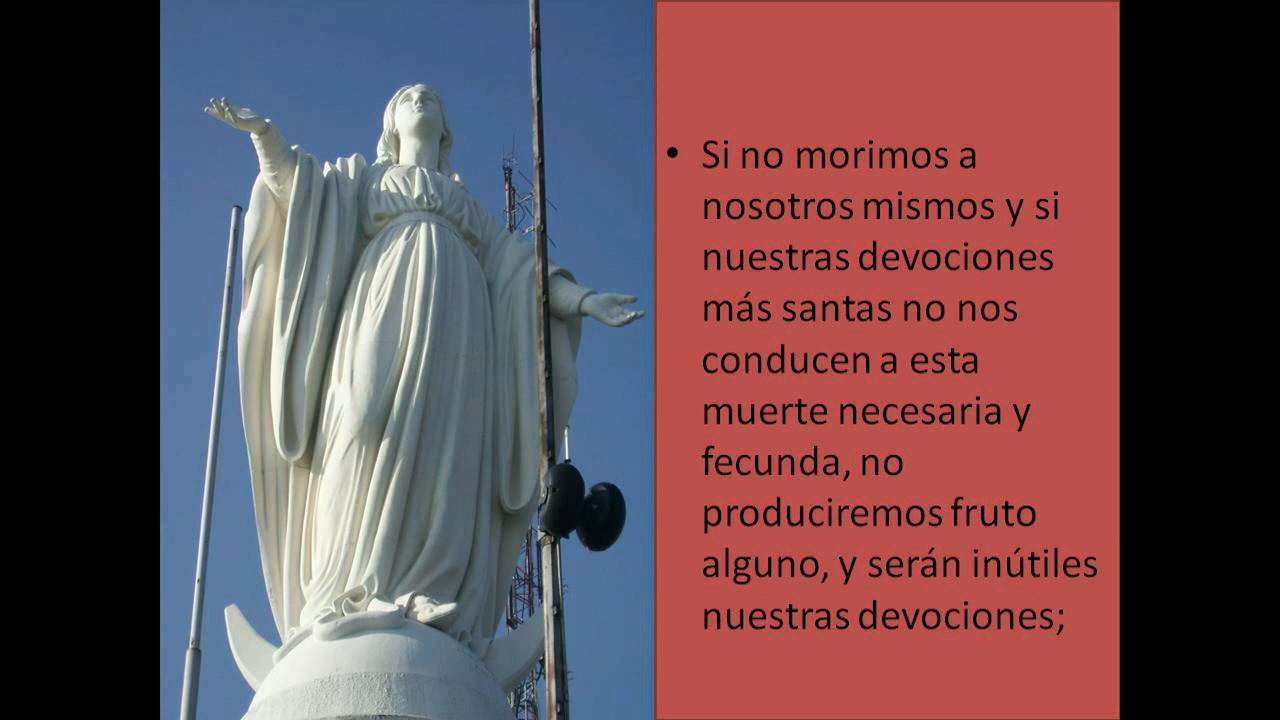 • Si no morimos a
nosotros mismos y si
nuestras devociones
más santas no nos
conducen a esta
muerte necesaria y
fecunda, no
produciremos fruto
alguno, y serán inútiles
nuestras devociones;